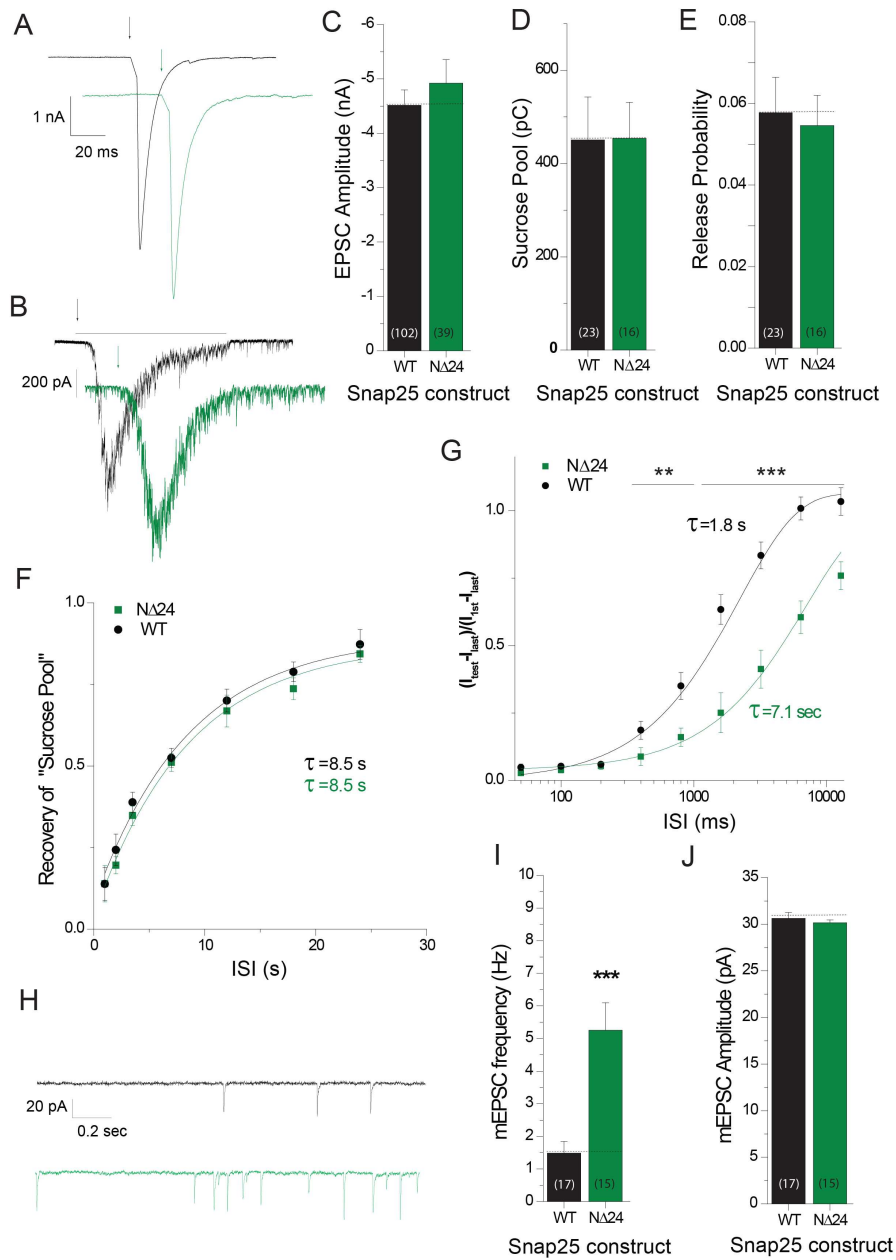 A
1 nA
20 ms
B
200 pA
C
EPSC Amplitude (nA)
-6
-5
-4
-3
-2
-1
0
(102)
(39)
WT
NΔ24
Snap25 construct
D
Sucrose Pool (pC)
600
400
200
0
(23)
(16)
WT
NΔ24
Snap25 construct
E
Release Probability
0.08
0.06
0.04
0.02
0.00
(23)
(16)
WT
NΔ24
Snap25 construct
F
NΔ24
WT
Recovery of "Sucrose Pool"
1.0
0.5
0.0
τ=8.5 s
τ=8.5 s
0
10
20
30
ISI (s)
G
NΔ24
WT
**
***
(Itest-Ilast)/(I1st-Ilast)
1.0
0.5
0.0
τ=1.8 s
τ=7.1 sec
100
1000
10000
ISI (ms)
H
20 pA
0.2 sec
I
mEPSC frequency (Hz)
10
9
8
7
6
5
4
3
2
1
0
***
(17)
(15)
WT
NΔ24
Snap25 construct
J
mEPSC Amplitude (pA)
35
30
25
20
15
10
5
0
(17)
(15)
WT
NΔ24
Snap25 construct